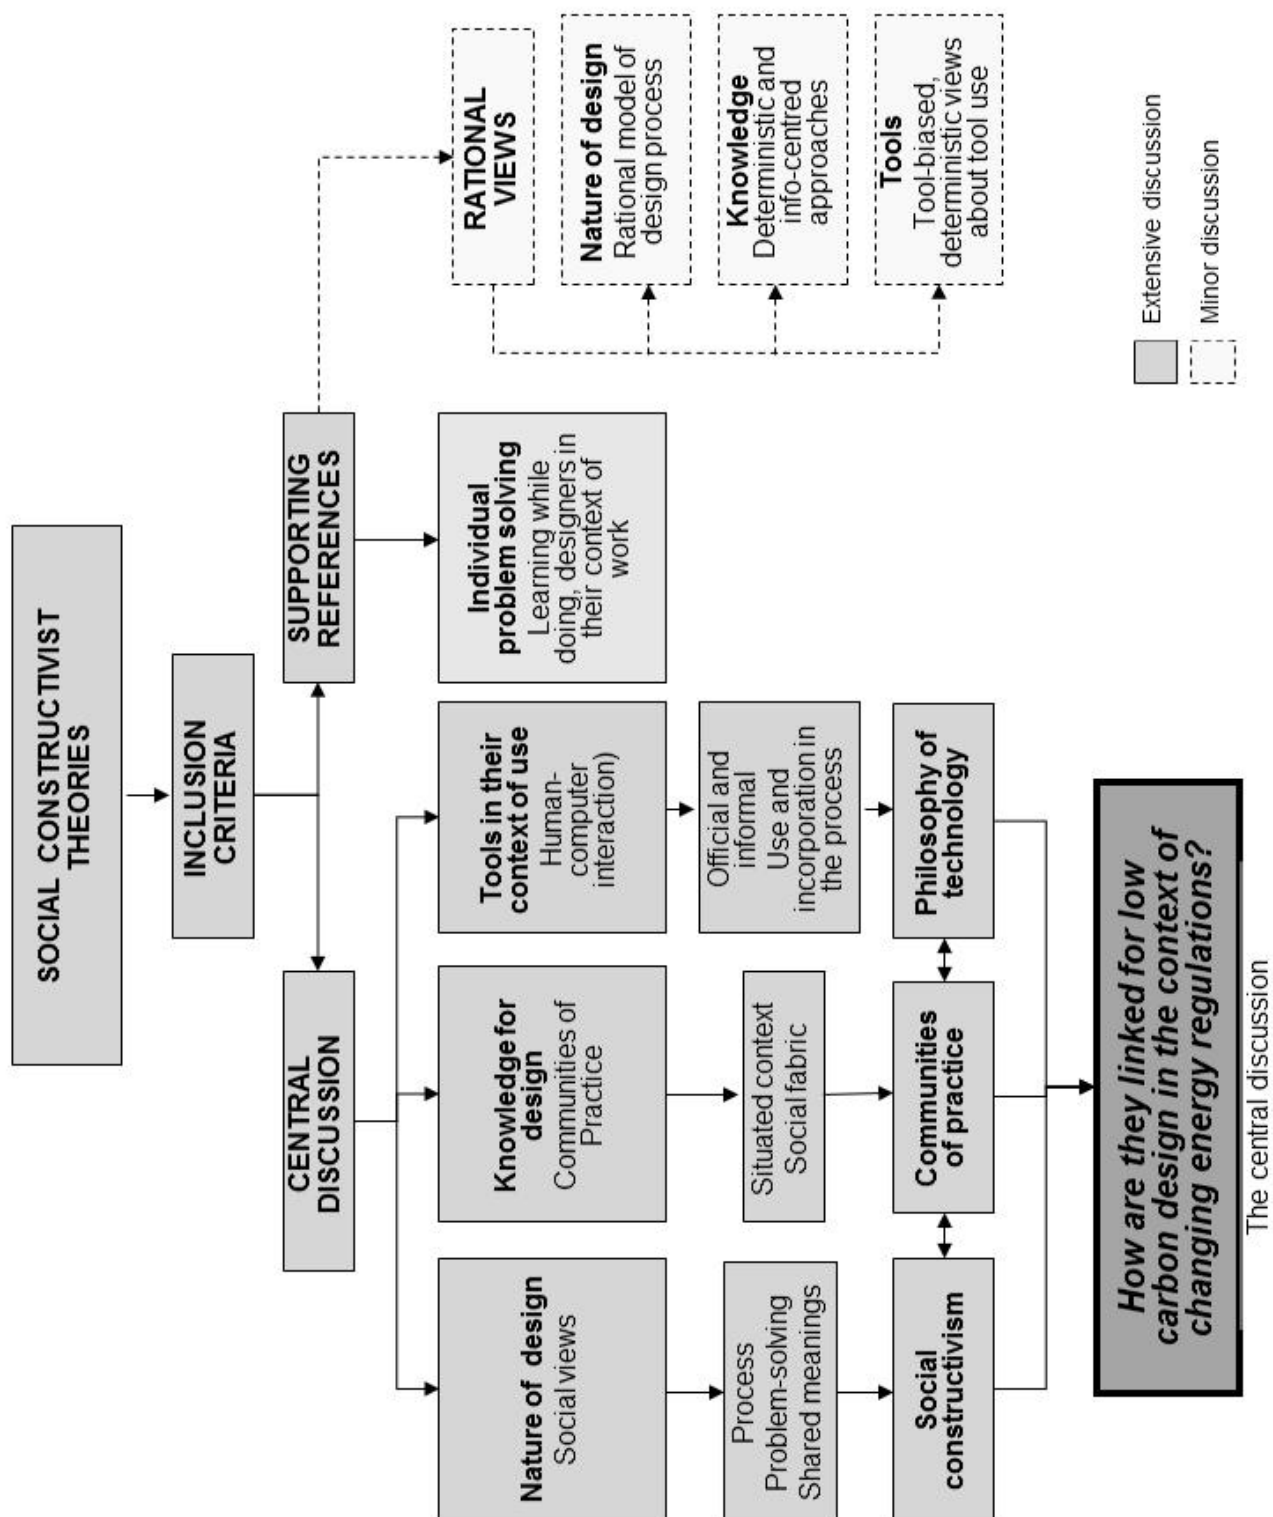 SOCIAL CONSTRUCTIVIST
THEORIES
INCLUSION
CRITERIA
CENTRAL
DISCUSSION
SUPPORTING
REFERENCES
RATIONAL
VIEWS
Nature of design
Social views
Knowledge for
design
Communities of
Practice
Tools in their
context of use
Human-
computer
interaction)
Individual
problem solving
Learning while
doing, designers in
their context of
work
Nature of design
Rational model of
design process
Knowledge
Deterministic and
info-centred
approaches
Tools
Tool-biased,
deterministic views
about tool use
Process
Problem-solving
Shared meanings
Situated context
Social fabric
Official and
informal
Use and
incorporation in
the process
Social
constructivism
Communities
of practice
Philosophy of
technology
How are they linked for low
carbon design in the context of
changing energy regulations?
The central discussion
Extensive discussion
Minor discussion